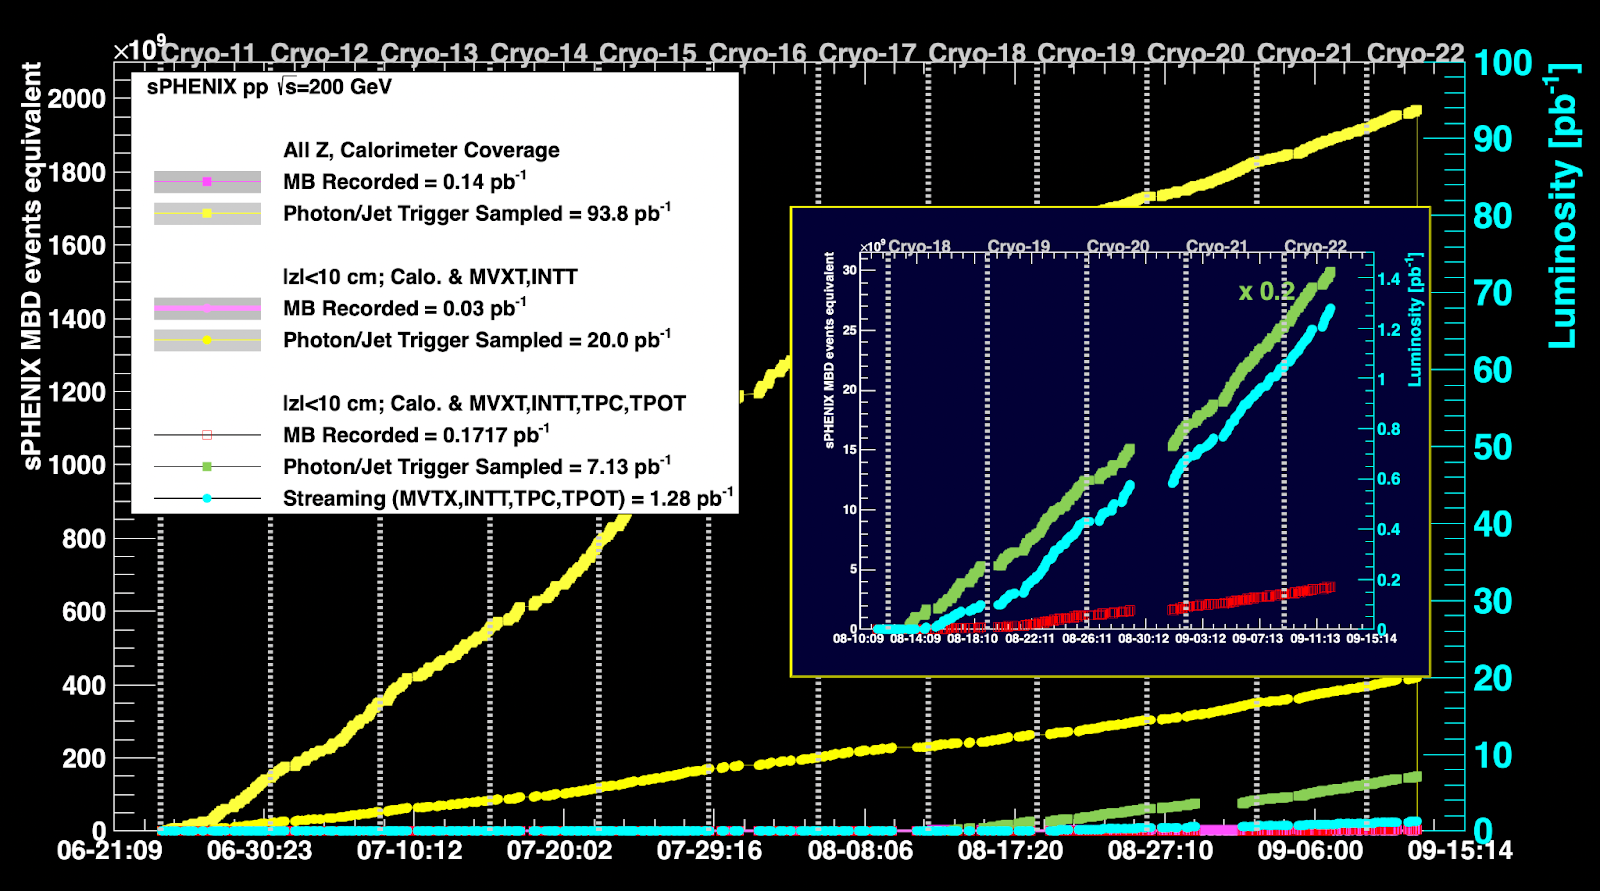 ×10⁹
Cryo-11 Cryo-12 Cryo-13 Cryo-14 Cryo-15 Cryo-16 Cryo-17 Cryo-18 Cryo-19 Cryo-20 Cryo-21 Cryo-22
sPHENIX MBD events equivalent
2000
1800
1600
1400
1200
1000
800
600
400
200
0
sPHENIX pp √s=200 GeV
All Z, Calorimeter Coverage
MB Recorded = 0.14 pb⁻¹
Photon/Jet Trigger Sampled = 93.8 pb⁻¹
|z|<10 cm; Calo. & MVXT,INTT
MB Recorded = 0.03 pb⁻¹
Photon/Jet Trigger Sampled = 20.0 pb⁻¹
|z|<10 cm; Calo. & MVXT,INTT,TPC,TPOT
MB Recorded = 0.1717 pb⁻¹
Photon/Jet Trigger Sampled = 7.13 pb⁻¹
Streaming (MVTX,INTT,TPC,TPOT) = 1.28 pb⁻¹
×10⁹
Cryo-18 Cryo-19 Cryo-20 Cryo-21 Cryo-22
sPHENIX MBD events equivalent
30
25
20
15
10
5
0
x 0.2
Luminosity [pb⁻¹]
1.4
1.2
1
0.8
0.6
0.4
0.2
0
08-10:09 08-14:09 08-18:10 08-22:11 08-26:11 08-30:12 09-03:12 09-07:13 09-11:13 09-15:14
Luminosity [pb⁻¹]
100
90
80
70
60
50
40
30
20
10
0
06-21:09 06-30:23 07-10:12 07-20:02 07-29:16 08-08:06 08-17:20 08-27:10 09-06:00 09-15:14